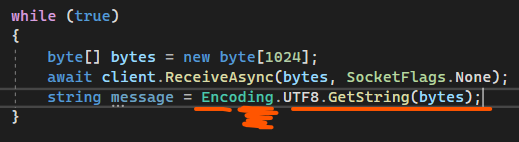 while (true)
{
byte[] bytes = new byte[1024];
await client.ReceiveAsync(bytes, SocketFlags.None);
string message = Encoding.UTF8.GetString(bytes);
}